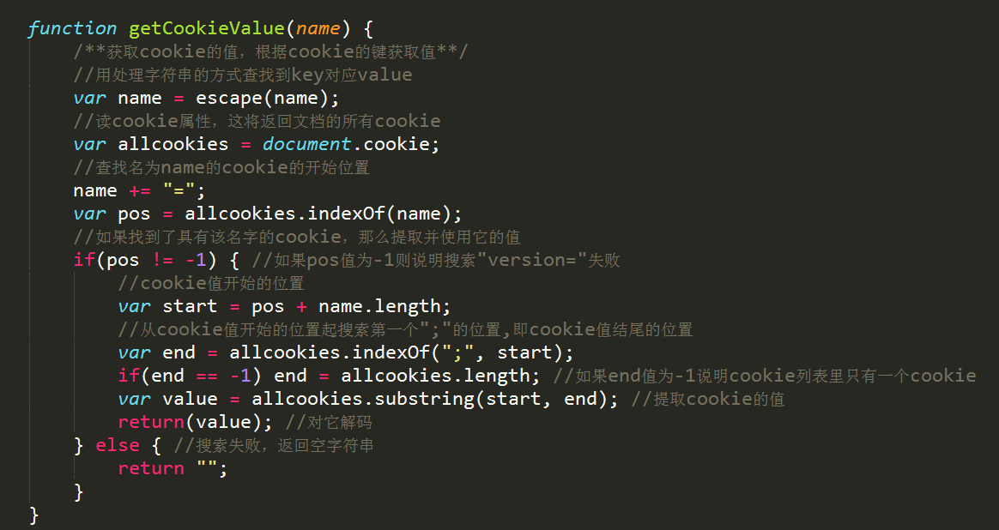 function getCookieValue(name) {
    /**获取cookie的值，根据cookie的键获取值**/
    //用处理字符串的方式查找到key对应value
    var name = escape(name);
    //读cookie属性，这将返回文档的所有cookie
    var allcookies = document.cookie;
    //查找名为name的cookie的开始位置
    name += "=";
    var pos = allcookies.indexOf(name);
    //如果找到了具有该名字的cookie，那么提取并使用它的值
    if(pos != -1) { //如果pos值为-1则说明搜索"version="失败
        //cookie值开始的位置
        var start = pos + name.length;
        //从cookie值开始的位置起搜索第一个";"的位置,即cookie值结尾的位置
        var end = allcookies.indexOf(";", start);
        if(end == -1) end = allcookies.length; //如果end值为-1说明cookie列表里只有一个cookie
        var value = allcookies.substring(start, end); //提取cookie的值
        return(value); //对它解码
    } else { //搜索失败，返回空字符串
        return "";
    }
}